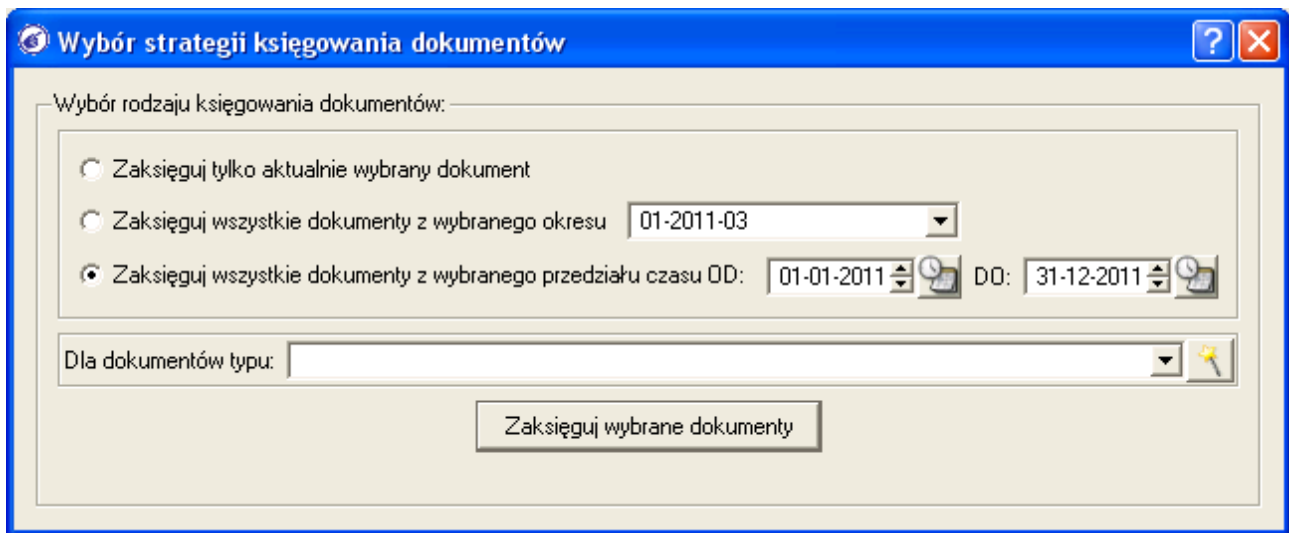 Wybór strategii księgowania dokumentów
Wybór rodzaju księgowania dokumentów:
Zaksięguj tylko aktualnie wybrany dokument
Zaksięguj wszystkie dokumenty z wybranego okresu 01-2011-03
Zaksięguj wszystkie dokumenty z wybranego przedziału czasu OD: 01-01-2011 DO: 31-12-2011
Dla dokumentów typu:
Zaksięguj wybrane dokumenty